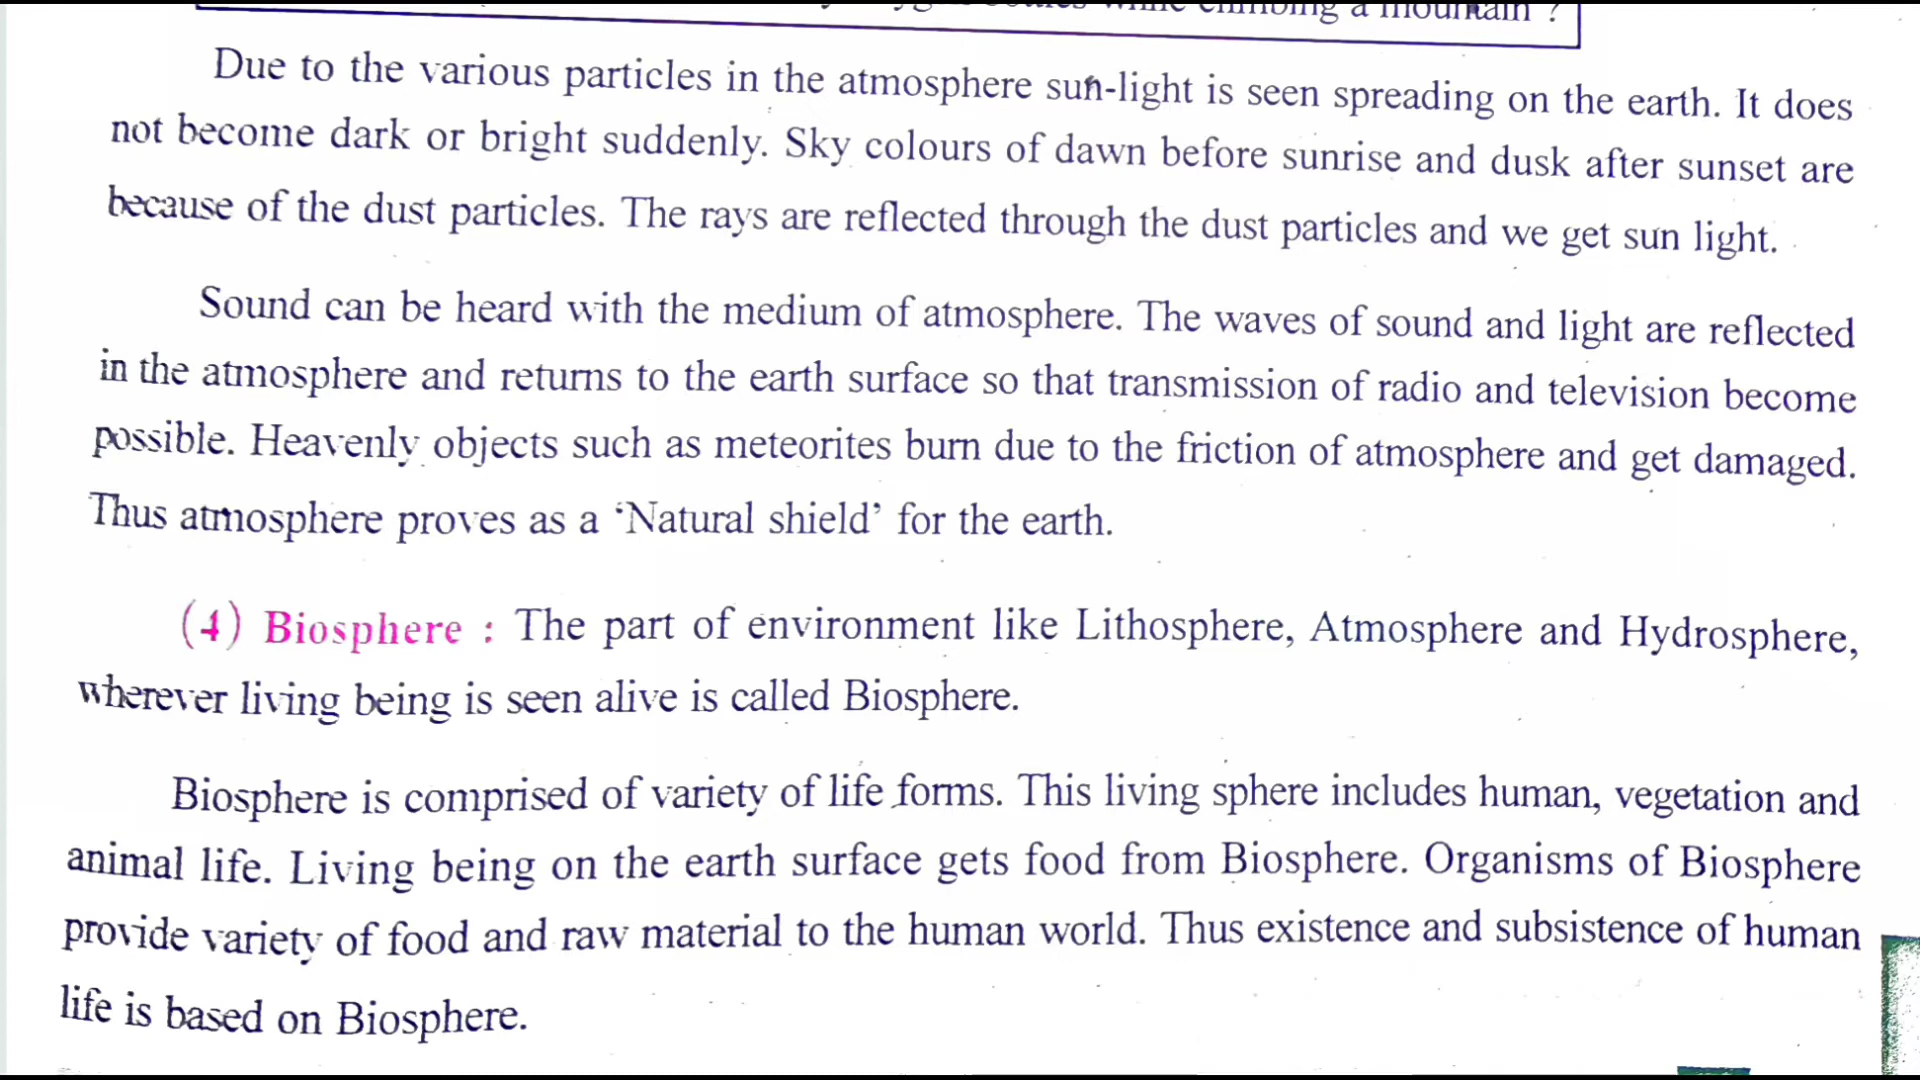 climbing a mountain ?
Due to the various particles in the atmosphere sun-light is seen spreading on the earth. It does
not become dark or bright suddenly. Sky colours of dawn before sunrise and dusk after sunset are
because of the dust particles. The rays are reflected through the dust particles and we get sun light.
Sound can be heard with the medium of atmosphere. The waves of sound and light are reflected
in the atmosphere and returns to the earth surface so that transmission of radio and television become
possible. Heavenly objects such as meteorites burn due to the friction of atmosphere and get damaged.
Thus atmosphere proves as a ‘Natural shield’ for the earth.
(4) Biosphere : The part of environment like Lithosphere, Atmosphere and Hydrosphere,
wherever living being is seen alive is called Biosphere.
Biosphere is comprised of variety of life forms. This living sphere includes human, vegetation and
animal life. Living being on the earth surface gets food from Biosphere. Organisms of Biosphere
provide variety of food and raw material to the human world. Thus existence and subsistence of human
life is based on Biosphere.